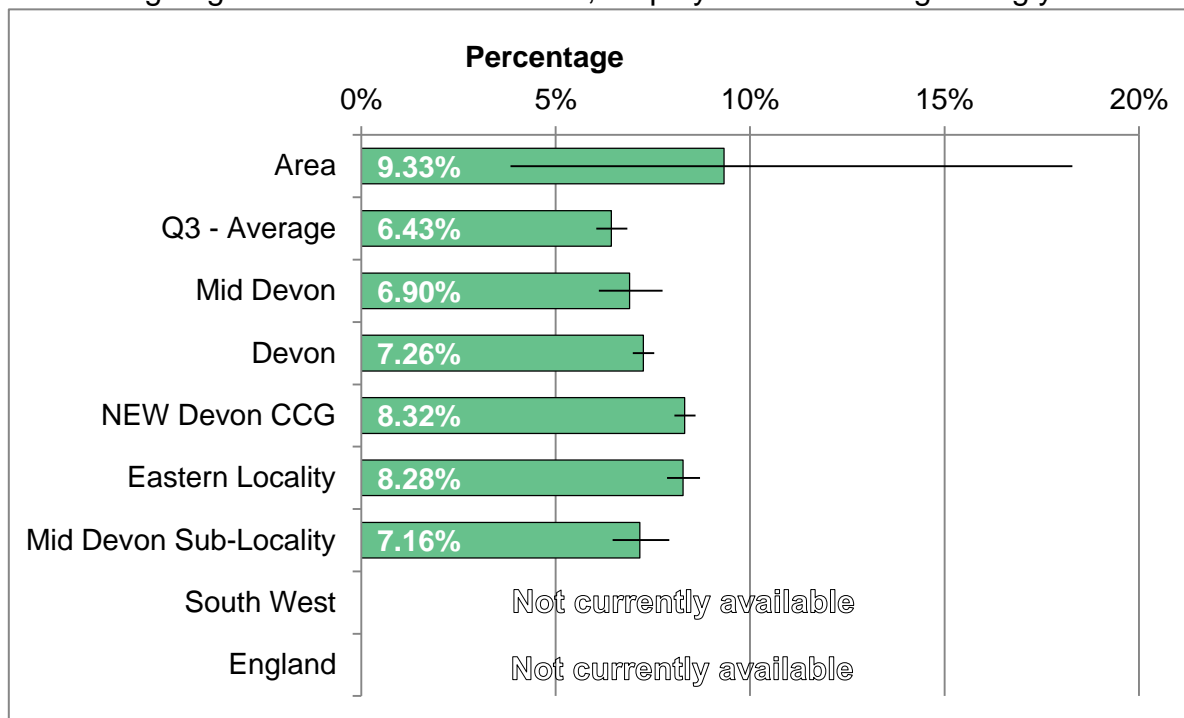 Percentage
0% 5% 10% 15% 20%
Area 9.33%
Q3 - Average 6.43%
Mid Devon 6.90%
Devon 7.26%
NEW Devon CCG 8.32%
Eastern Locality 8.28%
Mid Devon Sub-Locality 7.16%
South West Not currently available
England Not currently available